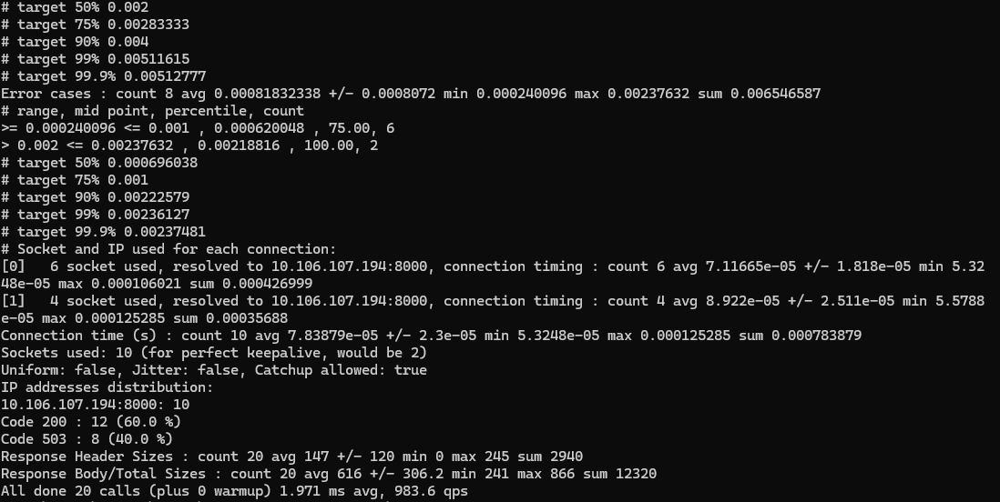 # target 50% 0.002
# target 75% 0.00283333
# target 90% 0.004
# target 99% 0.00511615
# target 99.9% 0.00512777
Error cases : count 8 avg 0.00081832338 +/- 0.0008072 min 0.000240096 max 0.00237632 sum 0.006546587
# range, mid point, percentile, count
>= 0.000240096 <= 0.001 , 0.000620048 , 75.00, 6
> 0.002 <= 0.00237632 , 0.00218816 , 100.00, 2
# target 50% 0.000696038
# target 75% 0.001
# target 90% 0.00222579
# target 99% 0.00236127
# target 99.9% 0.00237481
# Socket and IP used for each connection:
[0]   6 socket used, resolved to 10.106.107.194:8000, connection timing : count 6 avg 7.11665e-05 +/- 1.818e-05 min 5.32
48e-05 max 0.000106021 sum 0.000426999
[1]   4 socket used, resolved to 10.106.107.194:8000, connection timing : count 4 avg 8.922e-05 +/- 2.511e-05 min 5.5788
e-05 max 0.000125285 sum 0.00035688
Connection time (s) : count 10 avg 7.83879e-05 +/- 2.3e-05 min 5.3248e-05 max 0.000125285 sum 0.000783879
Sockets used: 10 (for perfect keepalive, would be 2)
Uniform: false, Jitter: false, Catchup allowed: true
IP addresses distribution:
10.106.107.194:8000: 10
Code 200 : 12 (60.0 %)
Code 503 : 8 (40.0 %)
Response Header Sizes : count 20 avg 147 +/- 120 min 0 max 245 sum 2940
Response Body/Total Sizes : count 20 avg 616 +/- 306.2 min 241 max 866 sum 12320
All done 20 calls (plus 0 warmup) 1.971 ms avg, 983.6 qps